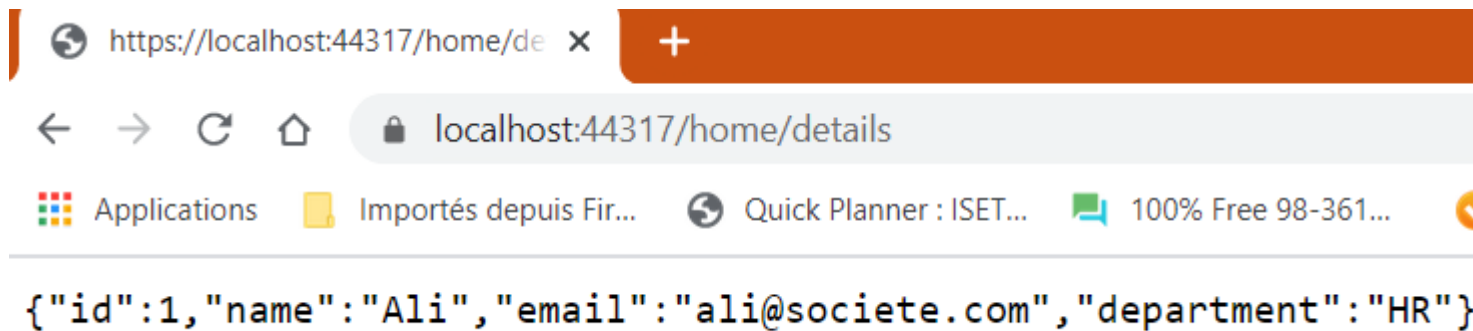 https://localhost:44317/home/de
localhost:44317/home/details
Applications Importés depuis Fir... Quick Planner : ISET... 100% Free 98-361...
{"id":1,"name":"Ali","email":"ali@societe.com","department":"HR"}